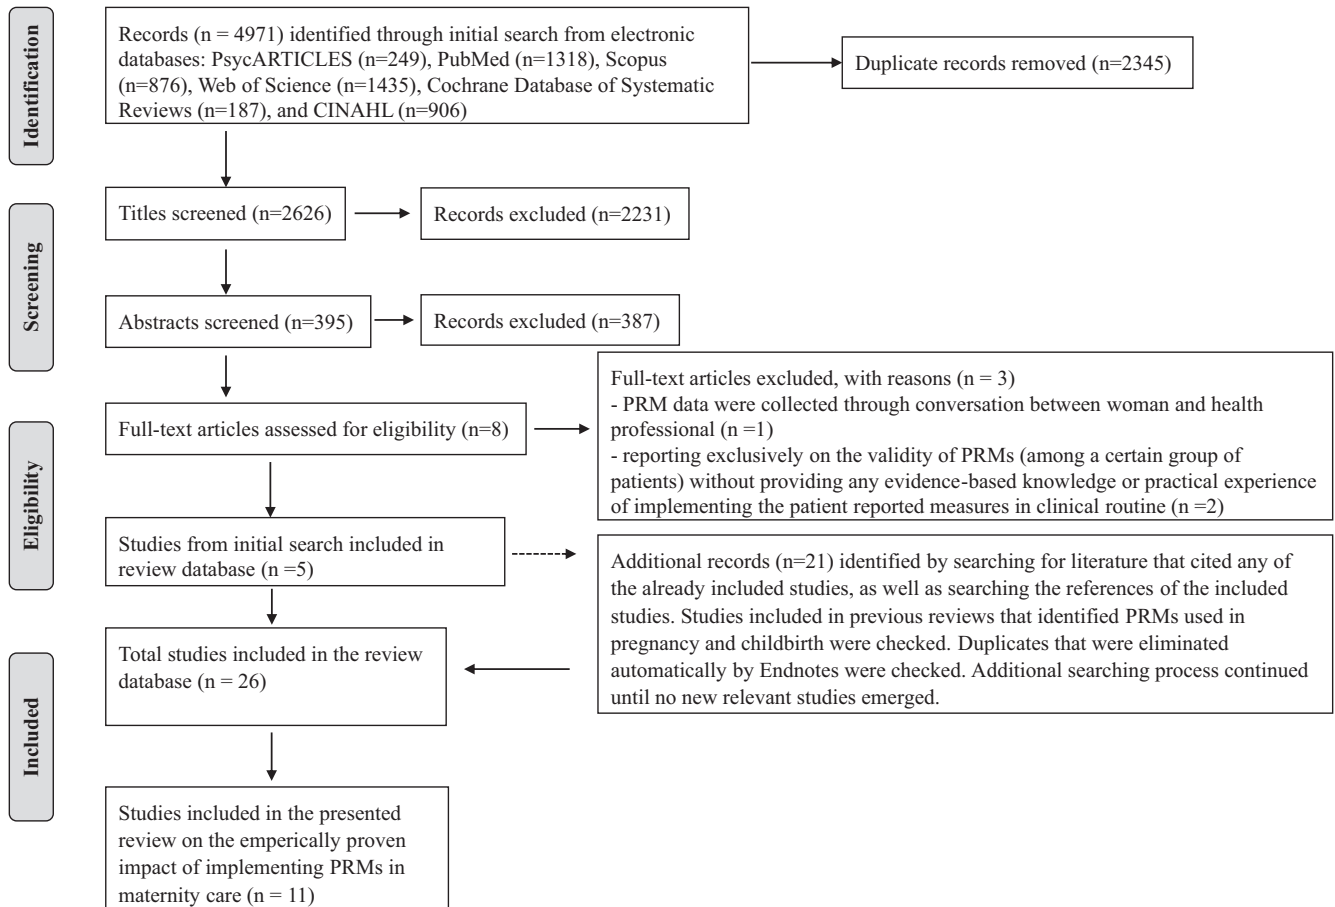 Identification
Records (n = 4971) identified through initial search from electronic
databases: PsycARTICLES (n=249), PubMed (n=1318), Scopus
(n=876), Web of Science (n=1435), Cochrane Database of Systematic
Reviews (n=187), and CINAHL (n=906)
Duplicate records removed (n=2345)
Screening
Titles screened (n=2626)
Records excluded (n=2231)
Abstracts screened (n=395)
Records excluded (n=387)
Eligibility
Full-text articles assessed for eligibility (n=8)
Full-text articles excluded, with reasons (n = 3)
- PRM data were collected through conversation between woman and health
professional (n =1)
- reporting exclusively on the validity of PRMs (among a certain group of
patients) without providing any evidence-based knowledge or practical experience
of implementing the patient reported measures in clinical routine (n =2)
Studies from initial search included in
review database (n =5)
Additional records (n=21) identified by searching for literature that cited any of
the already included studies, as well as searching the references of the included
studies. Studies included in previous reviews that identified PRMs used in
pregnancy and childbirth were checked. Duplicates that were eliminated
automatically by Endnotes were checked. Additional searching process continued
until no new relevant studies emerged.
Included
Total studies included in the review
database (n = 26)
Studies included in the presented
review on the emperically proven
impact of implementing PRMs in
maternity care (n = 11)